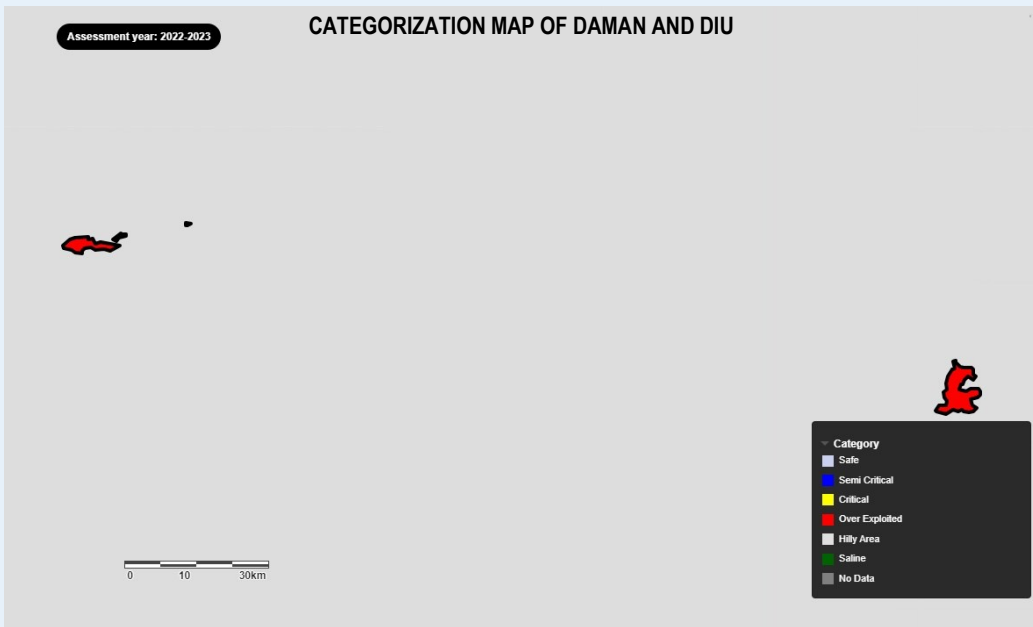 CATEGORIZATION MAP OF DAMAN AND DIU
Assessment year: 2022-2023
Category
Safe
Semi Critical
Critical
Over Exploited
Hilly Area
Saline
No Data
0 10 30km